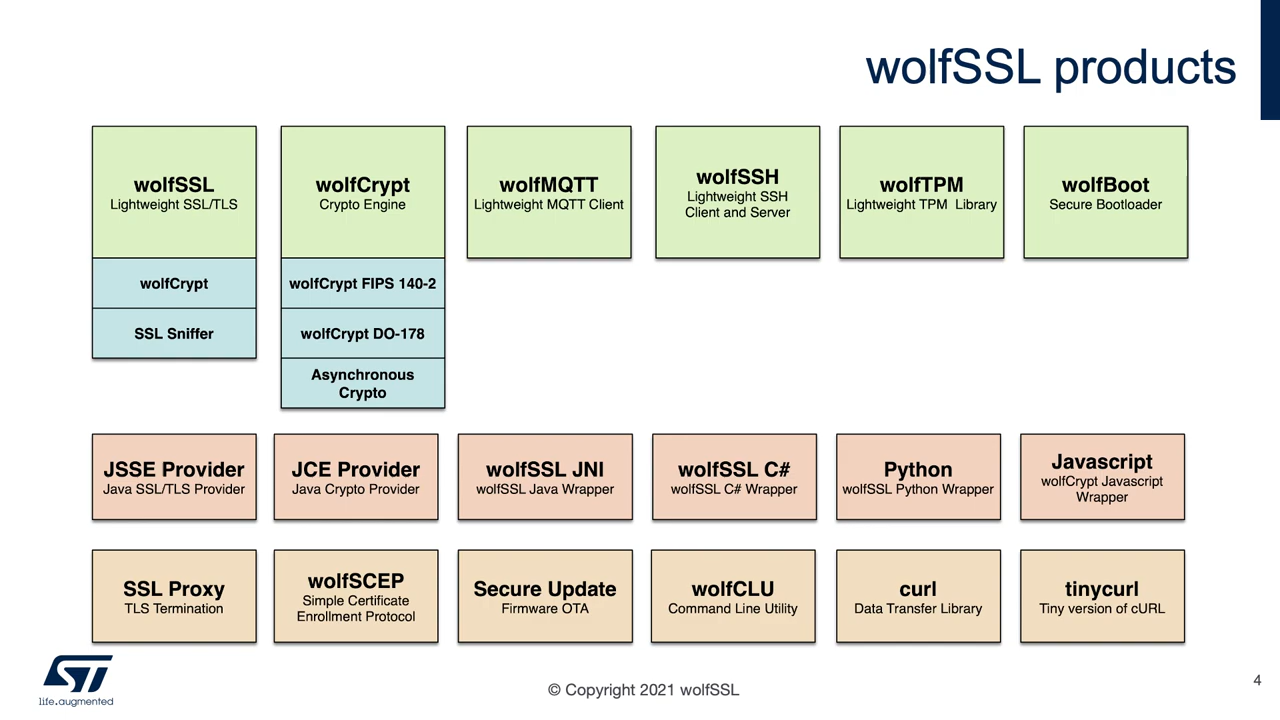 wolfSSL products
wolfSSL
Lightweight SSL/TLS
wolfCrypt
SSL Sniffer
wolfCrypt
Crypto Engine
wolfCrypt FIPS 140-2
wolfCrypt DO-178
Asynchronous
Crypto
wolfMQTT
Lightweight MQTT Client
wolfSSH
Lightweight SSH
Client and Server
wolfTPM
Lightweight TPM  Library
wolfBoot
Secure Bootloader
JSSE Provider
Java SSL/TLS Provider
JCE Provider
Java Crypto Provider
wolfSSL JNI
wolfSSL Java Wrapper
wolfSSL C#
wolfSSL C# Wrapper
Python
wolfSSL Python Wrapper
Javascript
wolfCrypt Javascript
Wrapper
SSL Proxy
TLS Termination
wolfSCEP
Simple Certificate
Enrollment Protocol
Secure Update
Firmware OTA
wolfCLU
Command Line Utility
curl
Data Transfer Library
tinycurl
Tiny version of cURL
ST
life.augmented
© Copyright 2021 wolfSSL
4